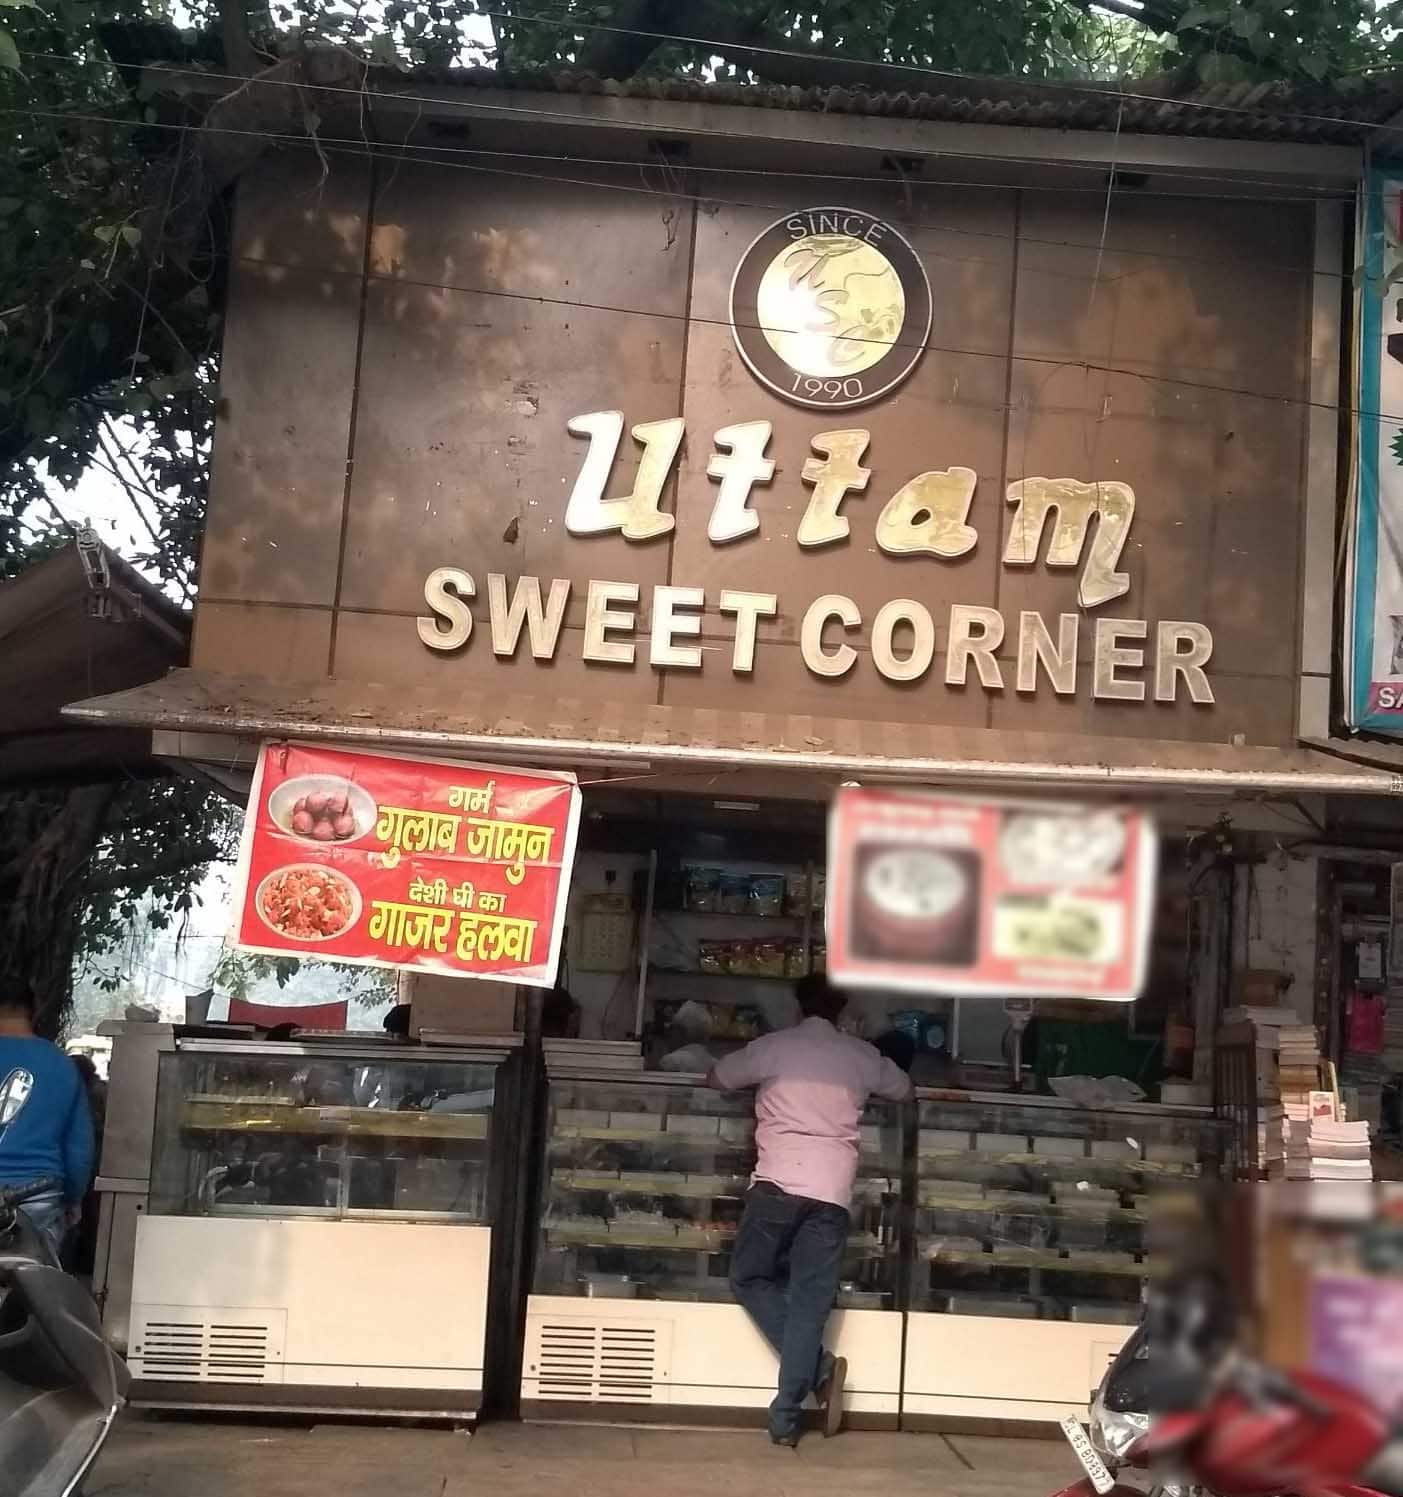 SINCE
USC
1990
Uttam
SWEET CORNER
गर्म
गुलाब जामुन
देशी घी का
गाजर हलवा